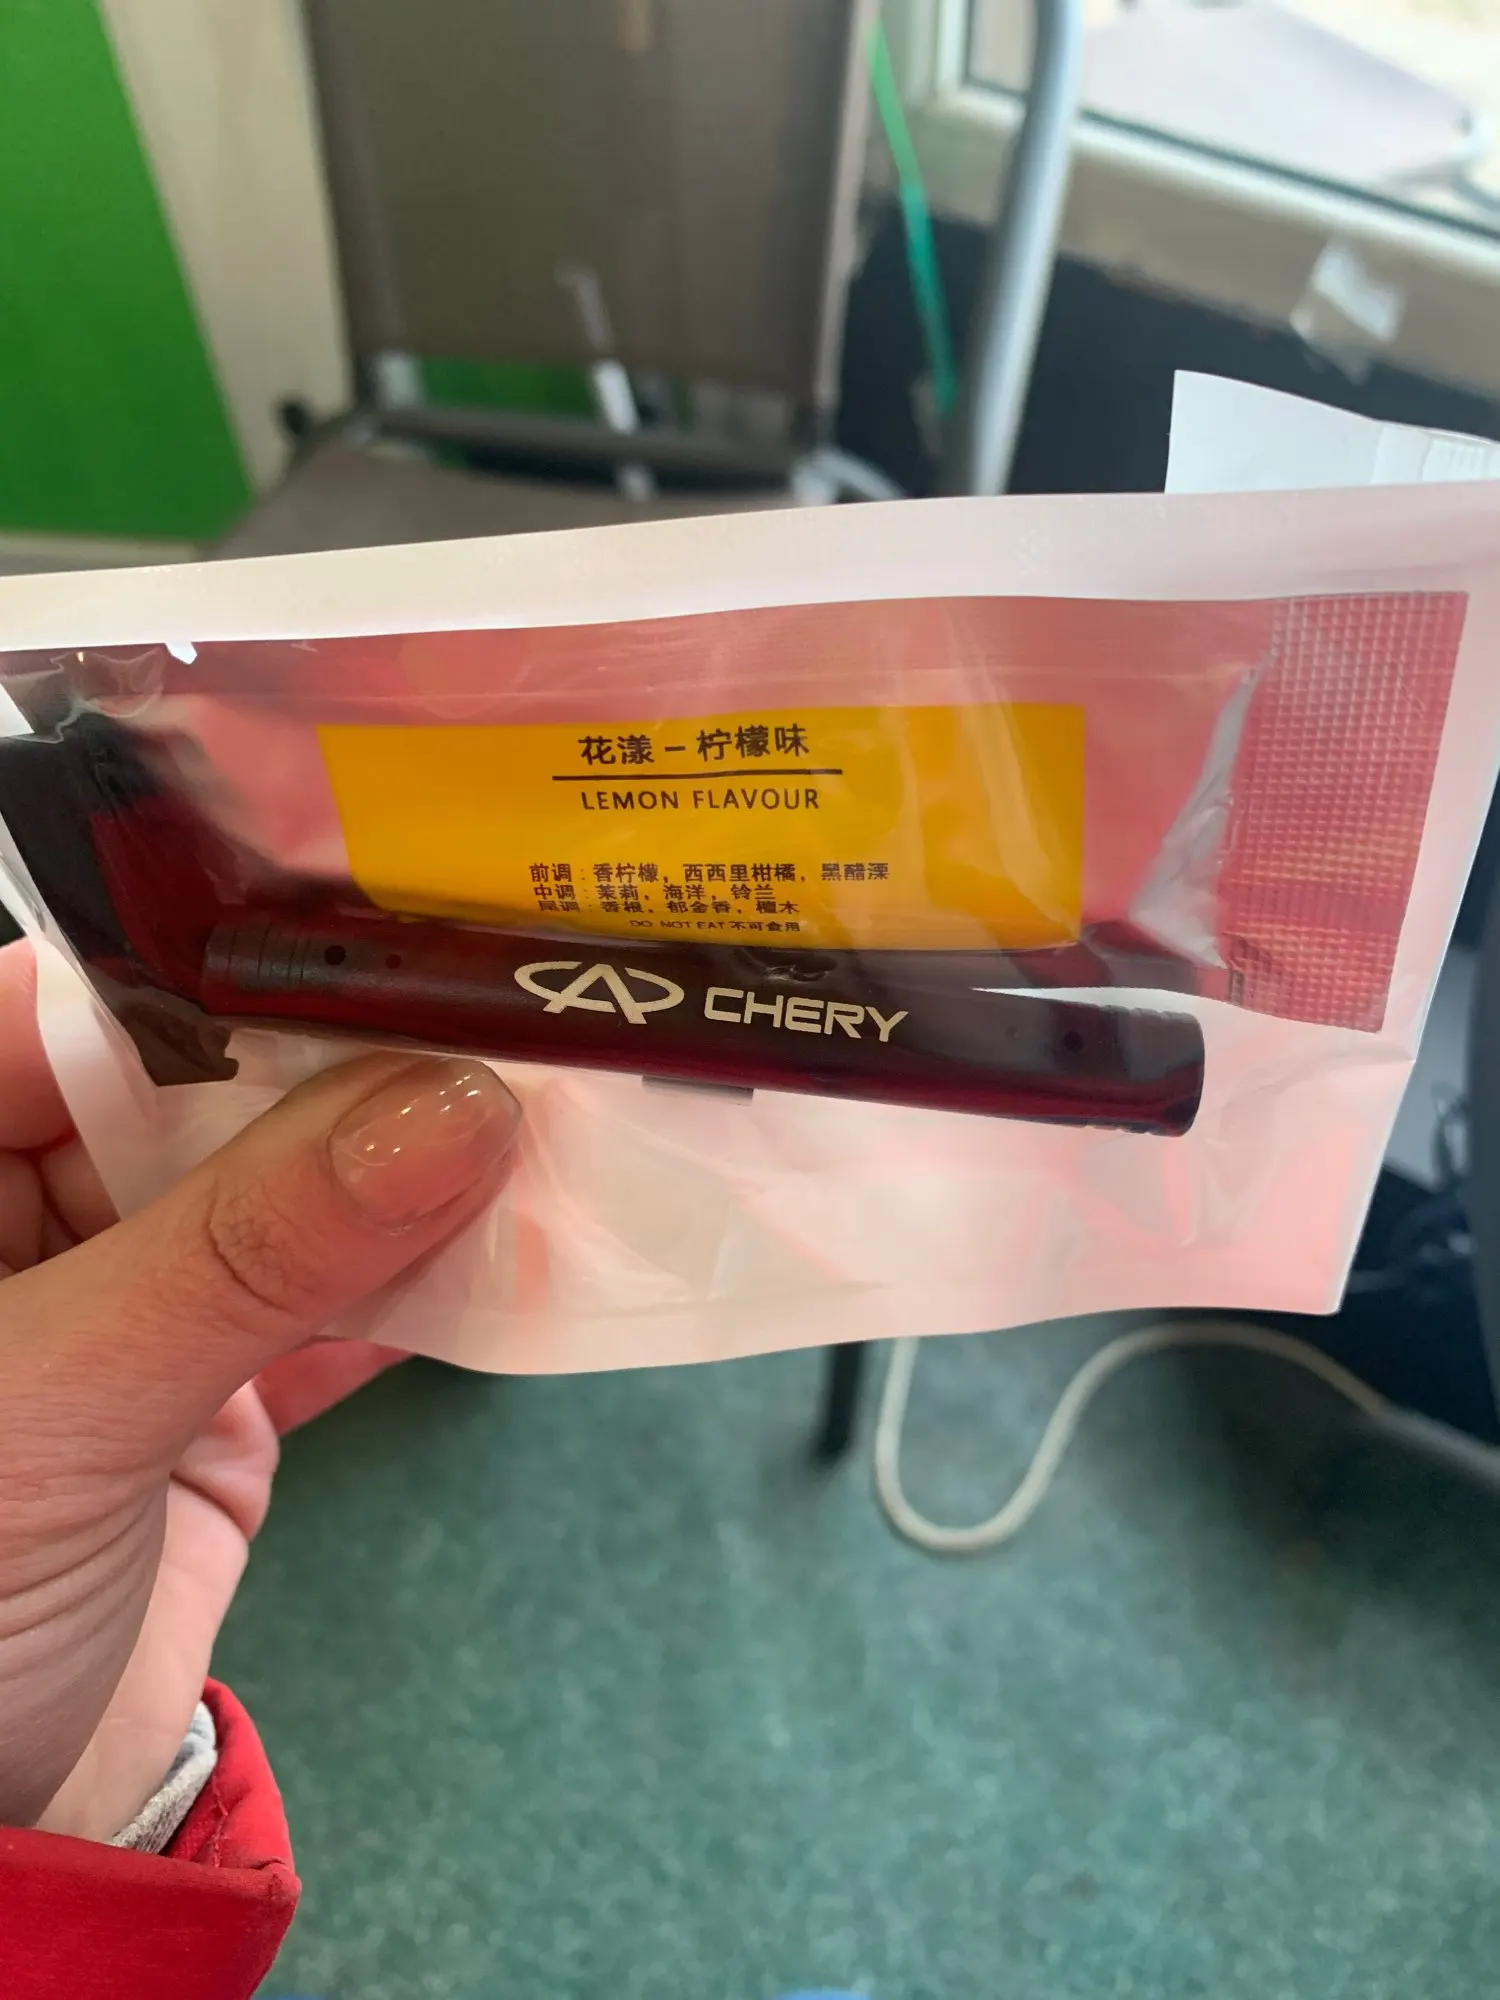 花漾－柠檬味
LEMON FLAVOUR
前调：香柠檬，西西里柑橘，黑醋溧
中调：茉莉，海洋，铃兰
尾调：香根，郁金香，檀木
DO NOT EAT 不可食用
CHERY